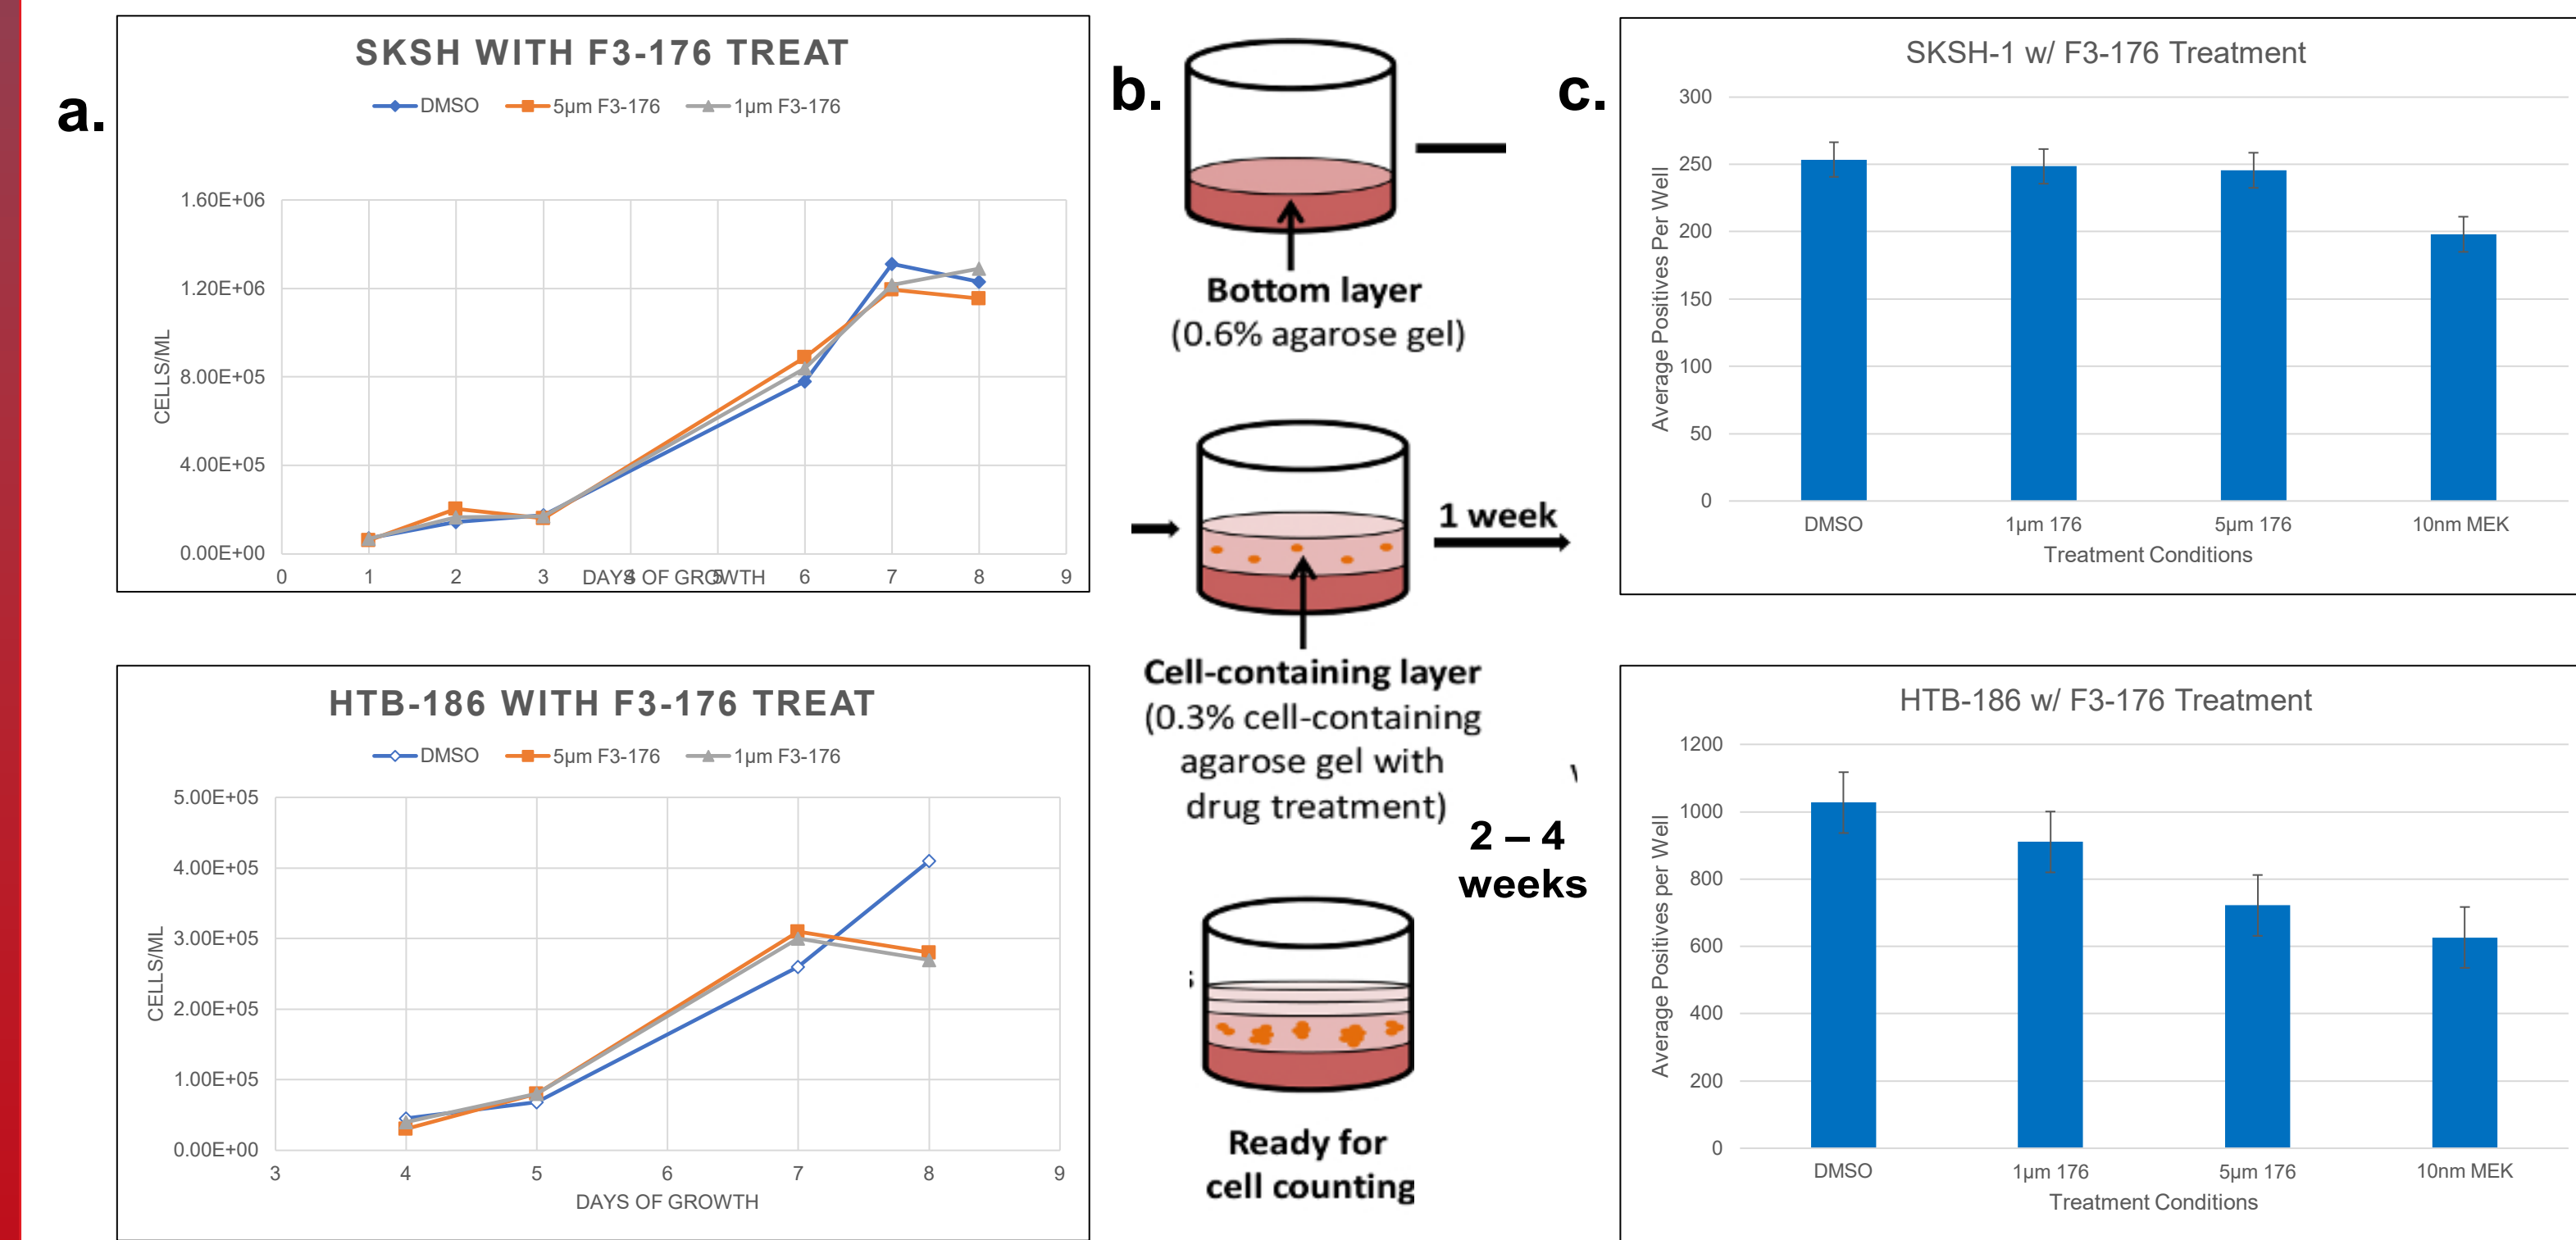 a.
SKSH WITH F3-176 TREAT
DMSO 5µm F3-176 1µm F3-176
CELLS/ML
1.60E+06
1.20E+06
8.00E+05
4.00E+05
0.00E+00
0 1 2 3 4 5 6 7 8 9
DAYS OF GROWTH
HTB-186 WITH F3-176 TREAT
DMSO 5µm F3-176 1µm F3-176
CELLS/ML
5.00E+05
4.00E+05
3.00E+05
2.00E+05
1.00E+05
0.00E+00
3 4 5 6 7 8 9
DAYS OF GROWTH
b.
Bottom layer
(0.6% agarose gel)
1 week
Cell-containing layer
(0.3% cell-containing
agarose gel with
drug treatment)
2 – 4
weeks
Ready for
cell counting
c.
SKSH-1 w/ F3-176 Treatment
Average Positives Per Well
300
250
200
150
100
50
0
DMSO 1µm 176 5µm 176 10nm MEK
Treatment Conditions
HTB-186 w/ F3-176 Treatment
Average Positives per Well
1200
1000
800
600
400
200
0
DMSO 1µm 176 5µm 176 10nm MEK
Treatment Conditions